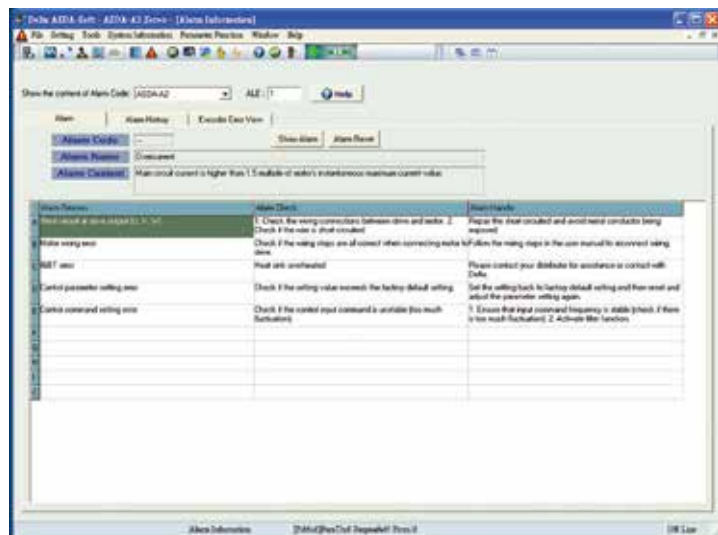 Delta ASDA-Soft - ASDA-A2 Servo - [Alarm Information]
File Setting Tools System Information Parameter Function Window Help
Show the content of Alarm Code: ASDA-A2 ALE: 1 Help
Alarm Alarm History Encoder Error View
Alarm Code: -- Show Alarm Alarm Reset
Alarm Name: Overcurrent
Alarm Content: Main circuit current is higher than 1.5 multiple of motor's instantaneous maximum current value
Alarm Reasons Alarm Check Alarm Handle
Short circuit at drive output (U, V, W) 1. Check the wiring connections between drive and motor. 2. Repair the short circuited and avoid metal conductor being
Check if the wire is short circuited exposed
Motor wiring error Check if the wiring steps are all correct when connecting motor to Follow the wiring steps in the user manual to reconnect wiring.
drive.
IGBT error Heat sink overheated Please contact your distributor for assistance or contact with
Delta.
Control parameter setting error Check if the setting value exceeds the factory default setting. Set the setting back to factory default setting and then reset and
adjust the parameter setting again.
Control command setting error Check if the control input command is unstable (too much 1. Ensure that input command frequency is stable (check if there
fluctuation) is too much fluctuation). 2. Activate filter function.
Alarm Information Off Line